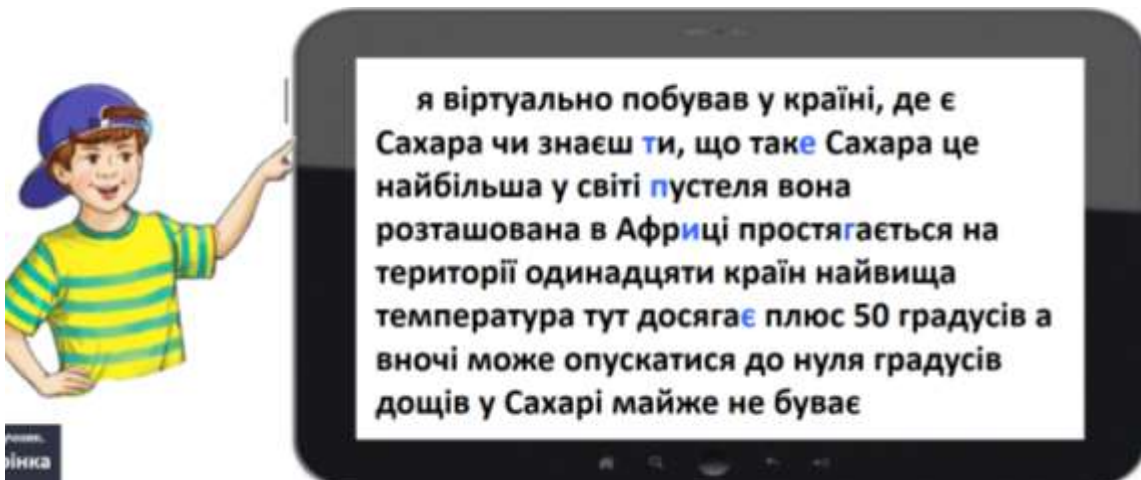 я віртуально побував у країні, де є
Сахара чи знаєш ти, що таке Сахара це
найбільша у світі пустеля вона
розташована в Африці простягається на
території одинадцяти країн найвища
температура тут досягає плюс 50 градусів а
вночі може опускатися до нуля градусів
дощів у Сахарі майже не буває